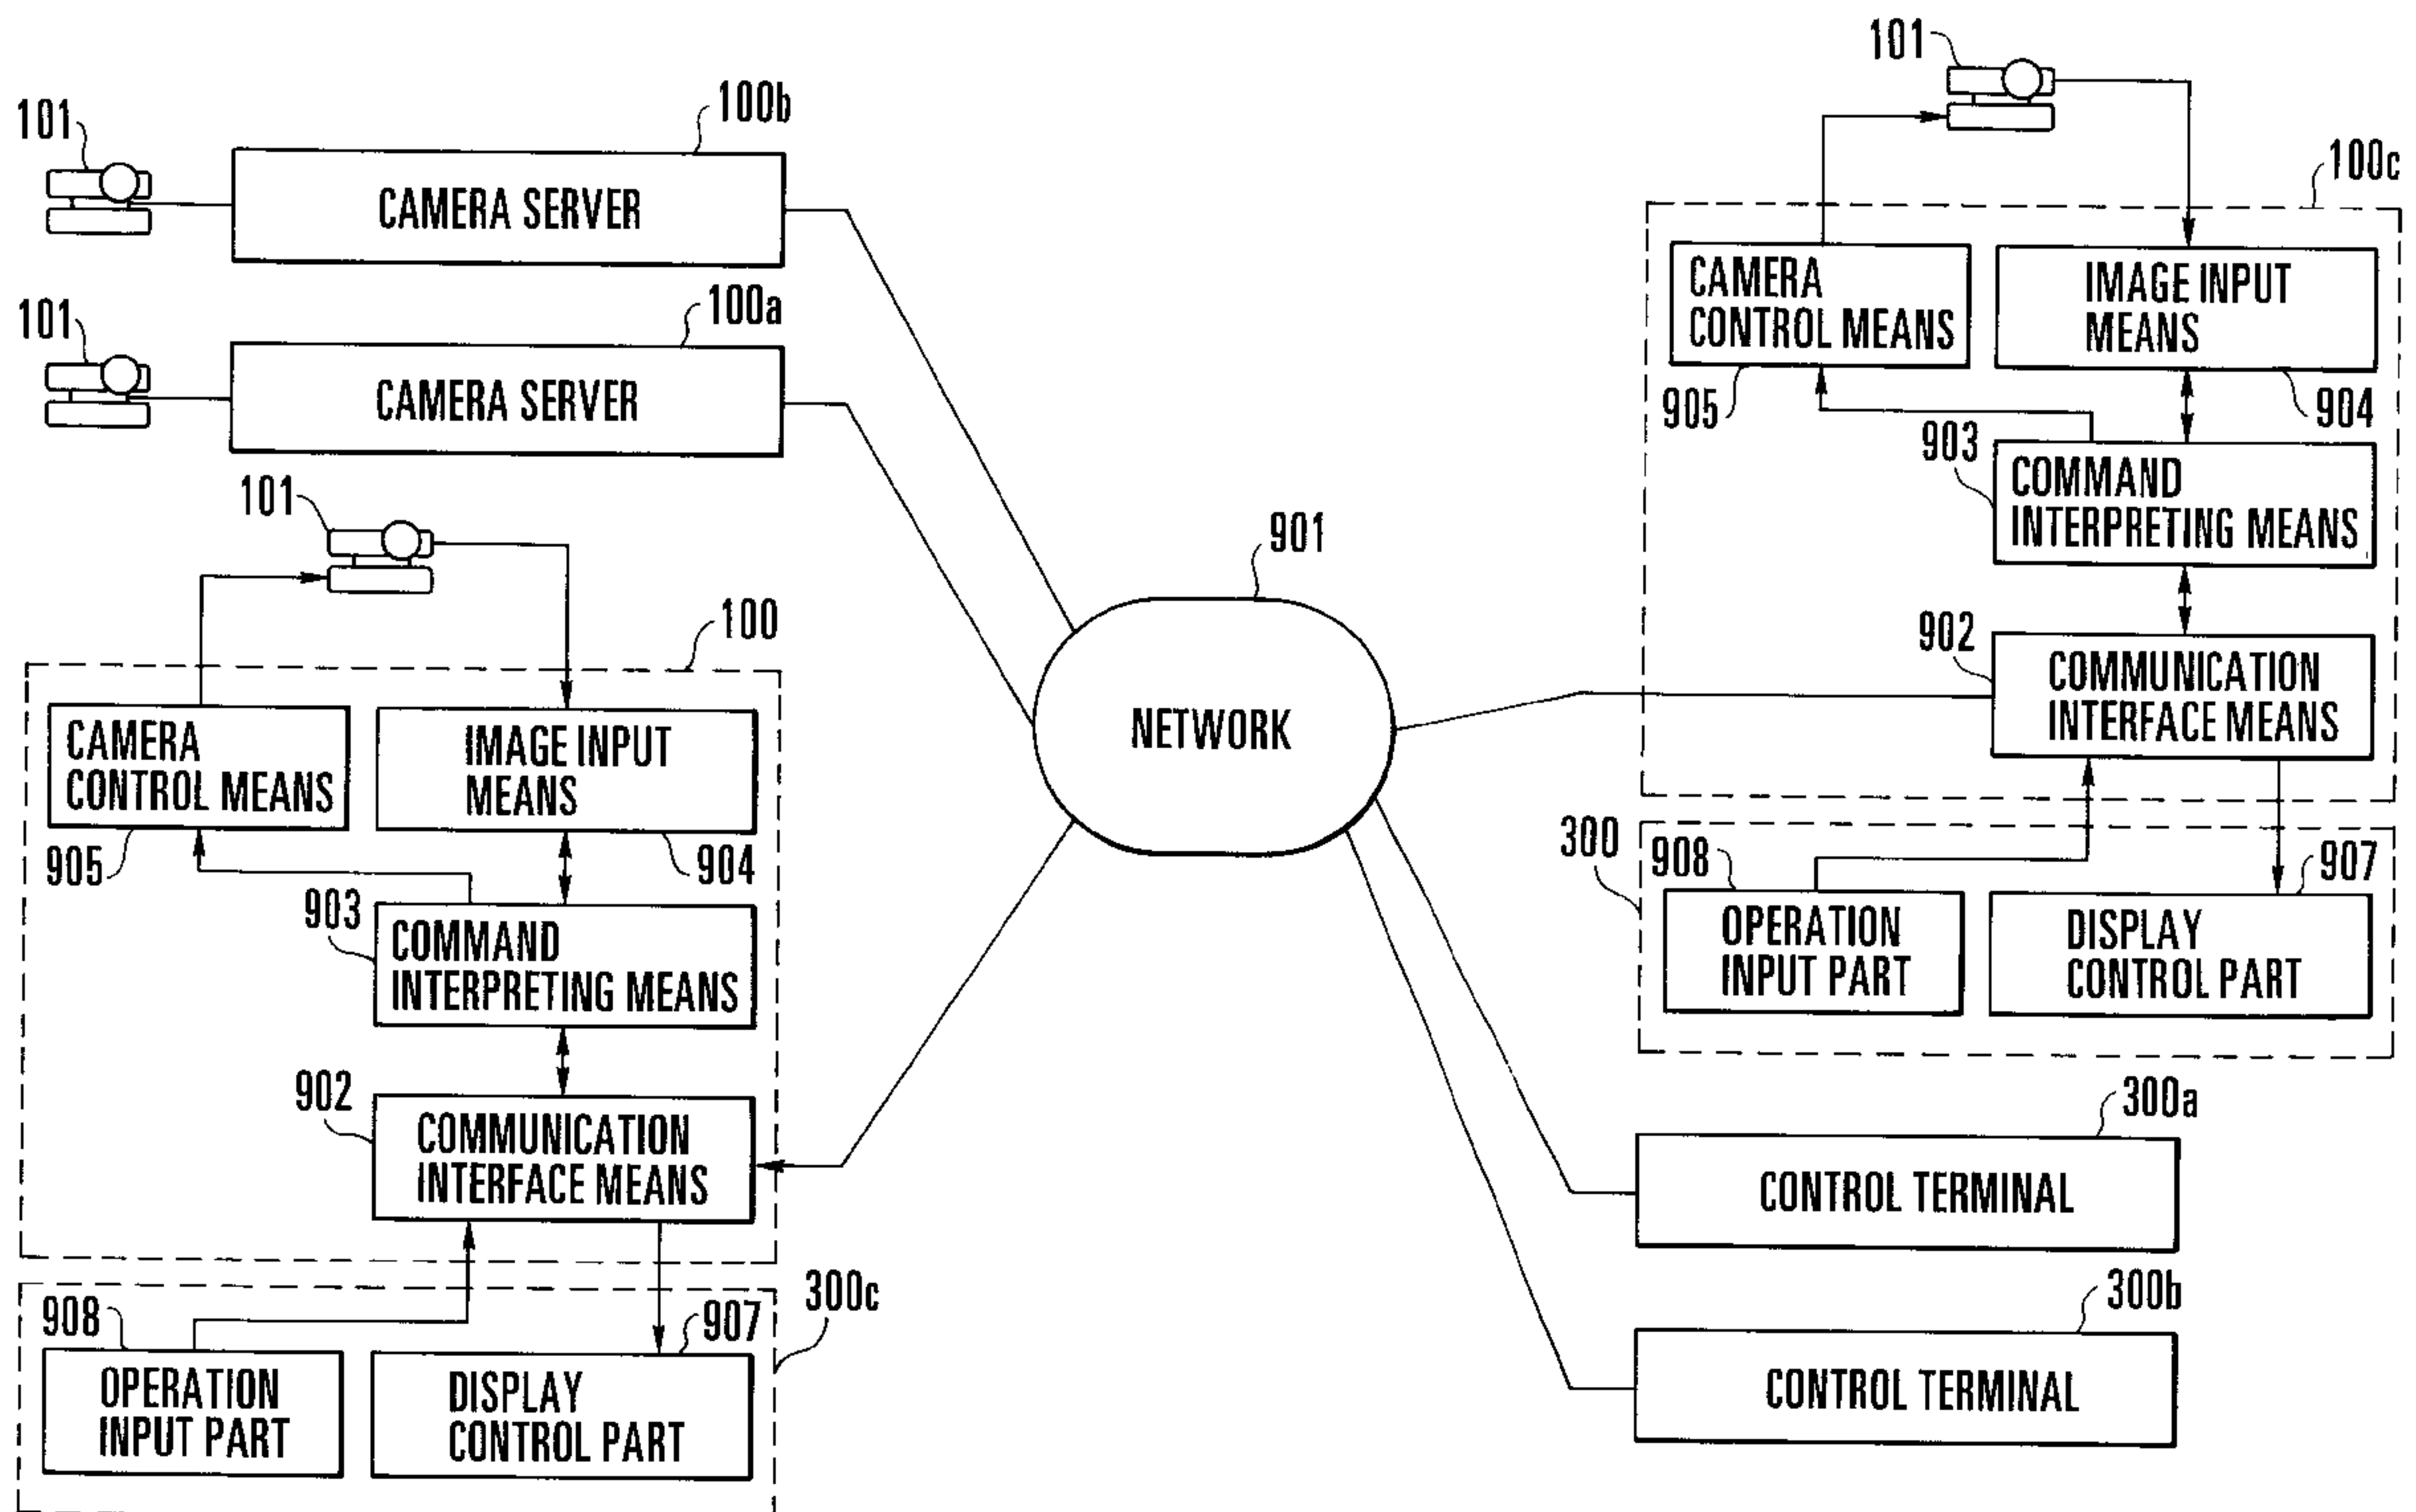 101
100b
CAMERA SERVER
101
100a
CAMERA SERVER
101
100
CAMERA
CONTROL MEANS
905
IMAGE INPUT
MEANS
904
903
COMMAND
INTERPRETING MEANS
902
COMMUNICATION
INTERFACE MEANS
300c
908
OPERATION
INPUT PART
907
DISPLAY
CONTROL PART
901
NETWORK
101
100c
CAMERA
CONTROL MEANS
905
IMAGE INPUT
MEANS
904
903
COMMAND
INTERPRETING MEANS
902
COMMUNICATION
INTERFACE MEANS
300
908
OPERATION
INPUT PART
907
DISPLAY
CONTROL PART
300a
CONTROL TERMINAL
300b
CONTROL TERMINAL